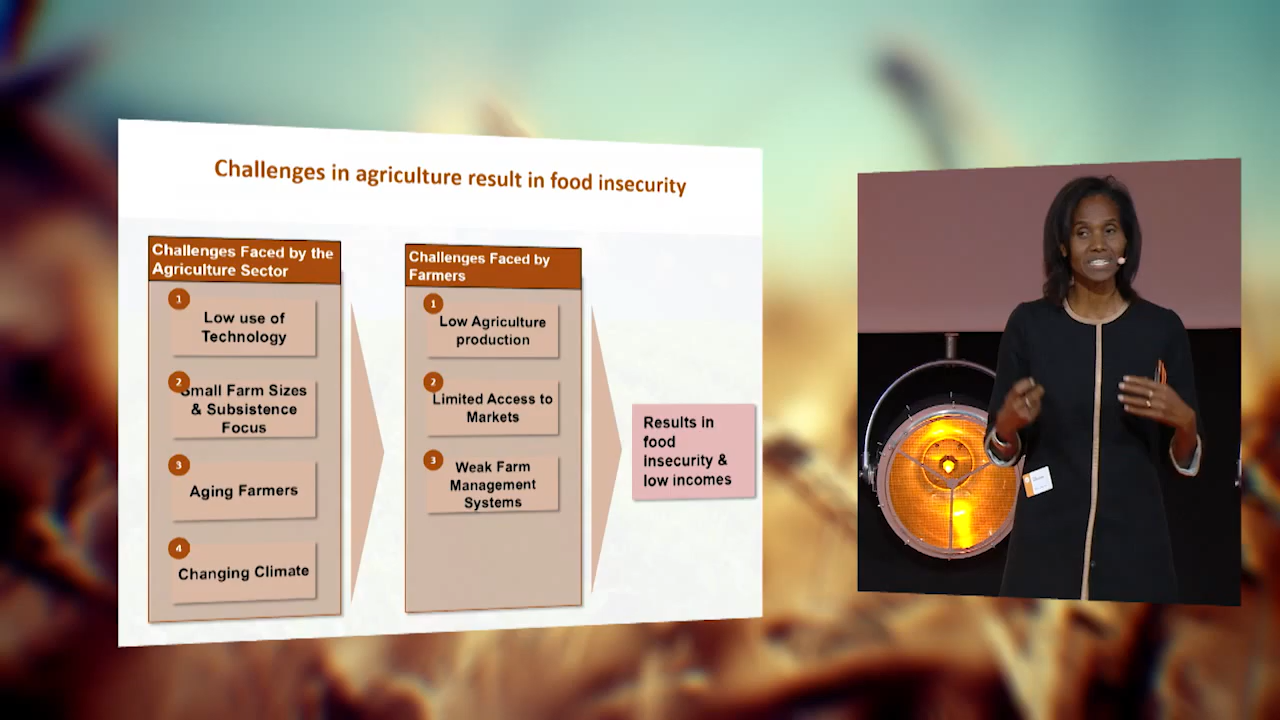 Challenges in agriculture result in food insecurity
Challenges Faced by the
Agriculture Sector
1
Low use of
Technology
2
Small Farm Sizes
& Subsistence
Focus
3
Aging Farmers
4
Changing Climate
Challenges Faced by
Farmers
1
Low Agriculture
production
2
Limited Access to
Markets
3
Weak Farm
Management
Systems
Results in
food
Insecurity &
low incomes